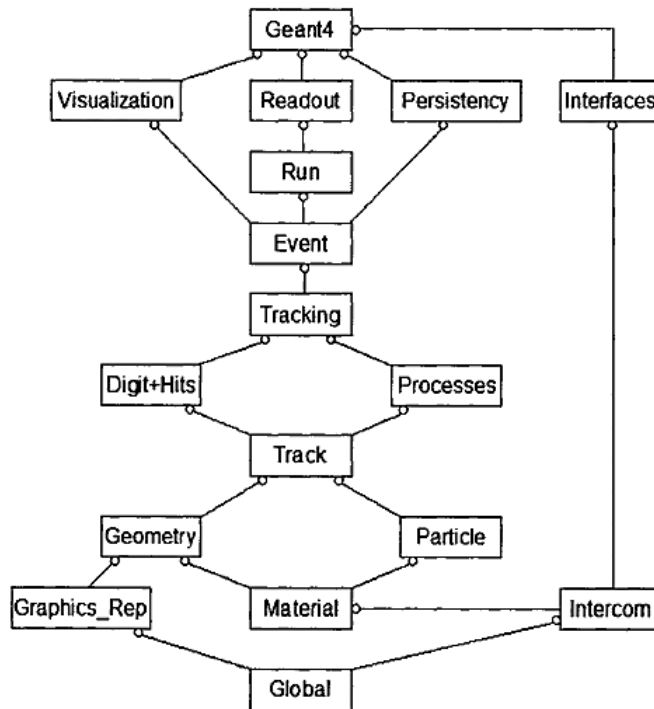 Geant4
Visualization
Readout
Persistency
Interfaces
Run
Event
Tracking
Digit+Hits
Processes
Track
Geometry
Particle
Graphics_Rep
Material
Intercom
Global